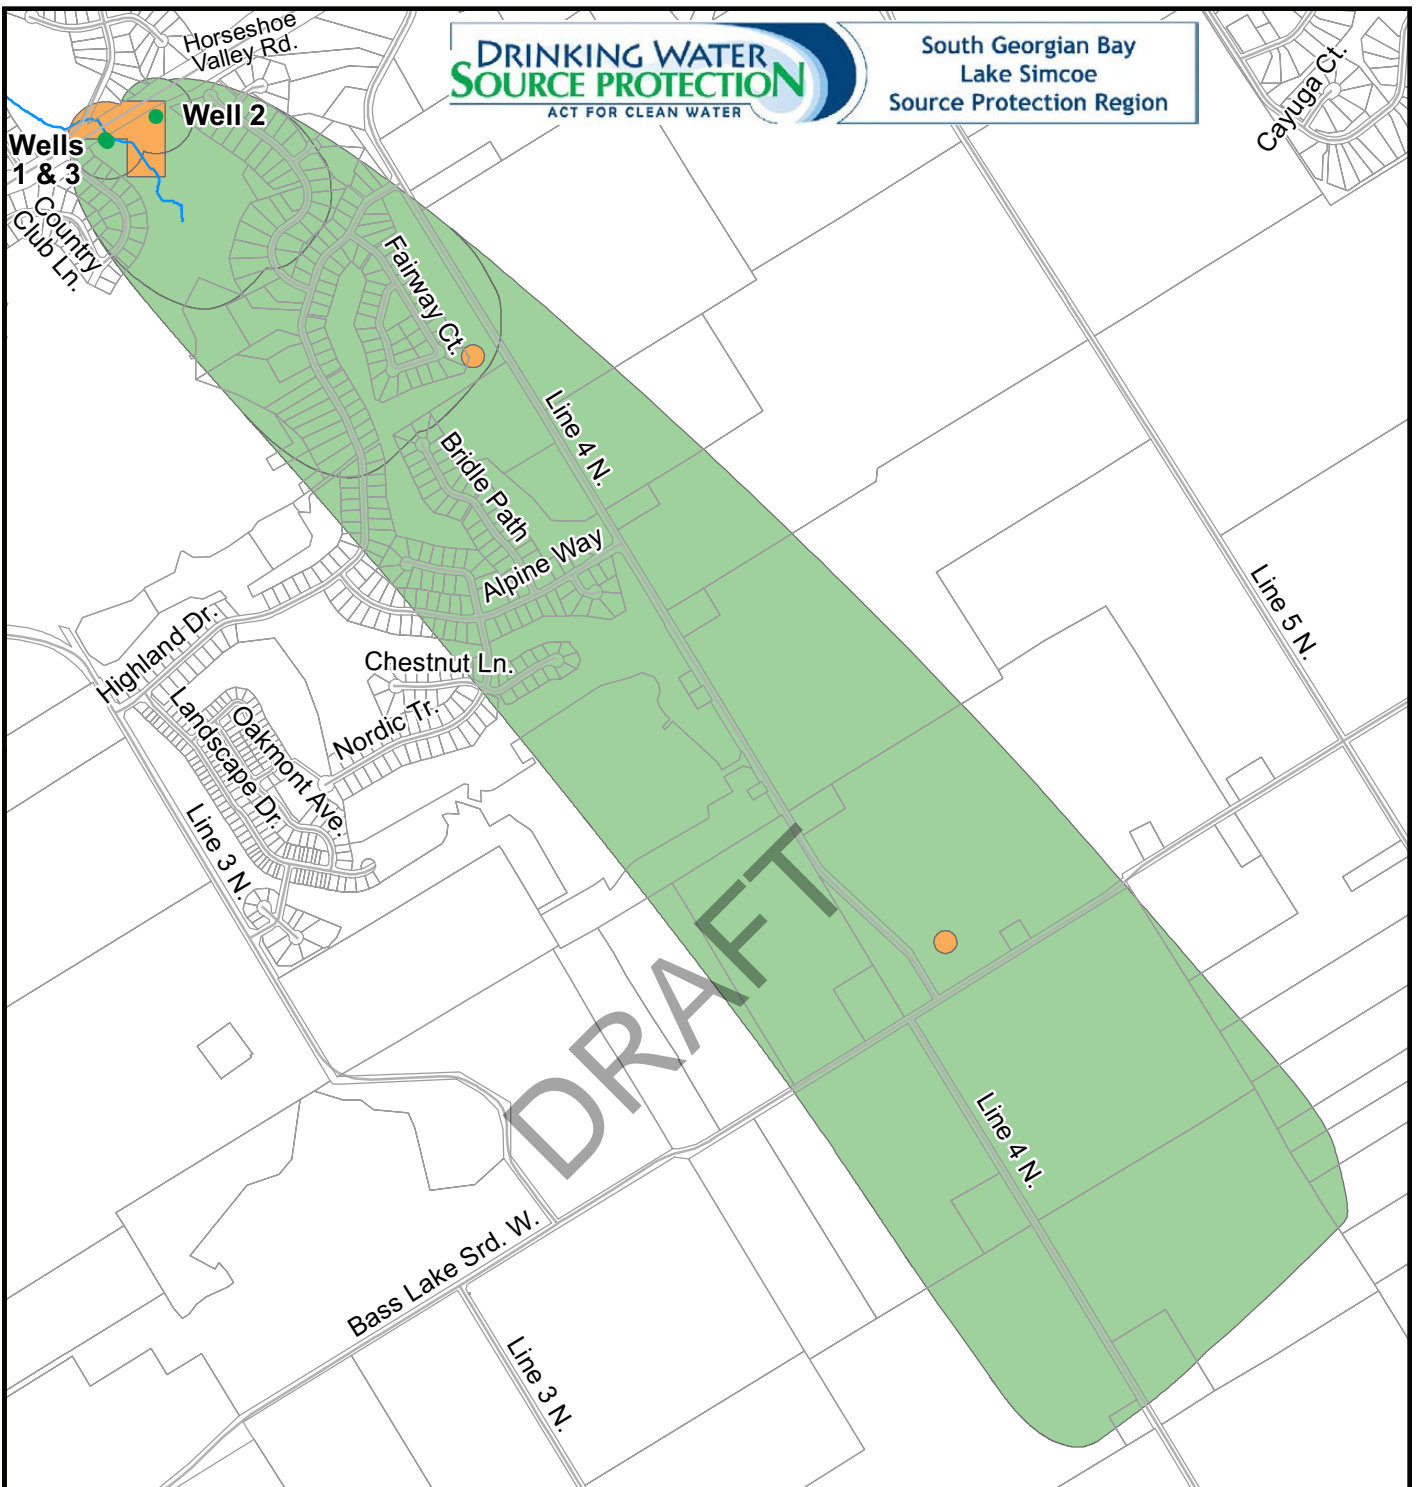 Horseshoe
Valley Rd.
DRINKING WATER
SOURCE PROTECTION
ACT FOR CLEAN WATER
South Georgian Bay
Lake Simcoe
Source Protection Region
Cayuga Ct.
Well 2
Wells
1 & 3
Country
Club Ln.
Fairway Ct.
Line 4 N.
Bridle Path
Alpine Way
Line 5 N.
Highland Dr.
Chestnut Ln.
Landscape Dr.
Oakmont Ave.
Nordic Tr.
Line 3 N.
DRAFT
Line 4 N.
Bass Lake Srd. W.
Line 3 N.